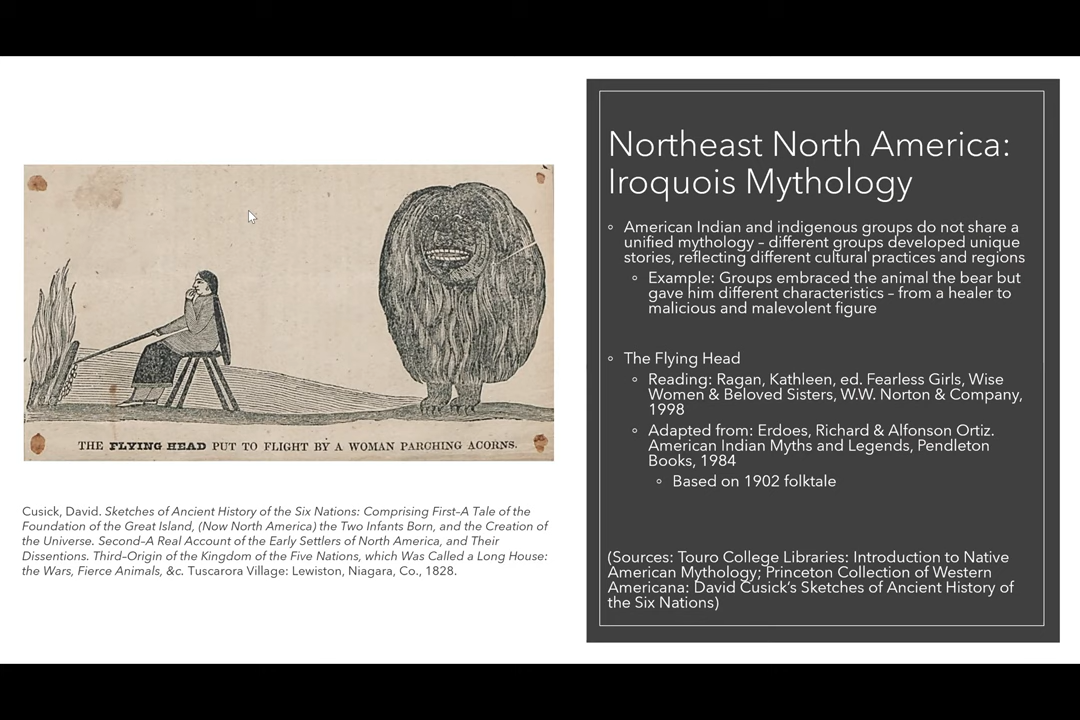 THE FLYING HEAD PUT TO FLIGHT BY A WOMAN PARCHING ACORNS.
Cusick, David. Sketches of Ancient History of the Six Nations: Comprising First–A Tale of the
Foundation of the Great Island, (Now North America) the Two Infants Born, and the Creation of
the Universe. Second–A Real Account of the Early Settlers of North America, and Their
Dissentions. Third–Origin of the Kingdom of the Five Nations, which Was Called a Long House:
the Wars, Fierce Animals, &c. Tuscarora Village: Lewiston, Niagara, Co., 1828.
Northeast North America:
Iroquois Mythology
American Indian and indigenous groups do not share a
unified mythology – different groups developed unique
stories, reflecting different cultural practices and regions
Example: Groups embraced the animal the bear but
gave him different characteristics – from a healer to
malicious and malevolent figure
The Flying Head
Reading: Ragan, Kathleen, ed. Fearless Girls, Wise
Women & Beloved Sisters, W.W. Norton & Company,
1998
Adapted from: Erdoes, Richard & Alfonson Ortiz.
American Indian Myths and Legends, Pendleton
Books, 1984
Based on 1902 folktale
(Sources: Touro College Libraries: Introduction to Native
American Mythology; Princeton Collection of Western
Americana: David Cusick's Sketches of Ancient History of
the Six Nations)